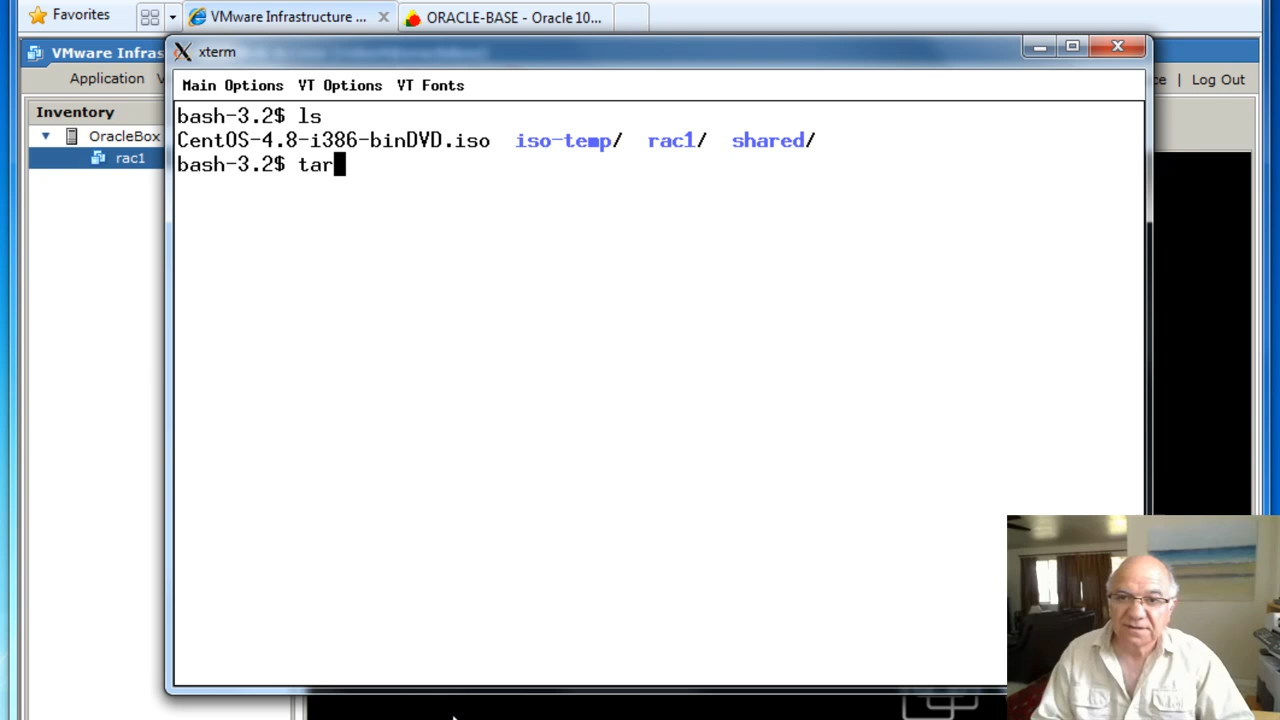 Favorites
VMware Infrastructure ...
ORACLE-BASE - Oracle 10...
VMware Infras
xterm
Application
Log Out
Main Options VT Options VT Fonts
Inventory
OracleBox
rac1
bash-3.2$ ls
CentOS-4.8-i386-binDVD.iso iso-temp/ rac1/ shared/
bash-3.2$ tar